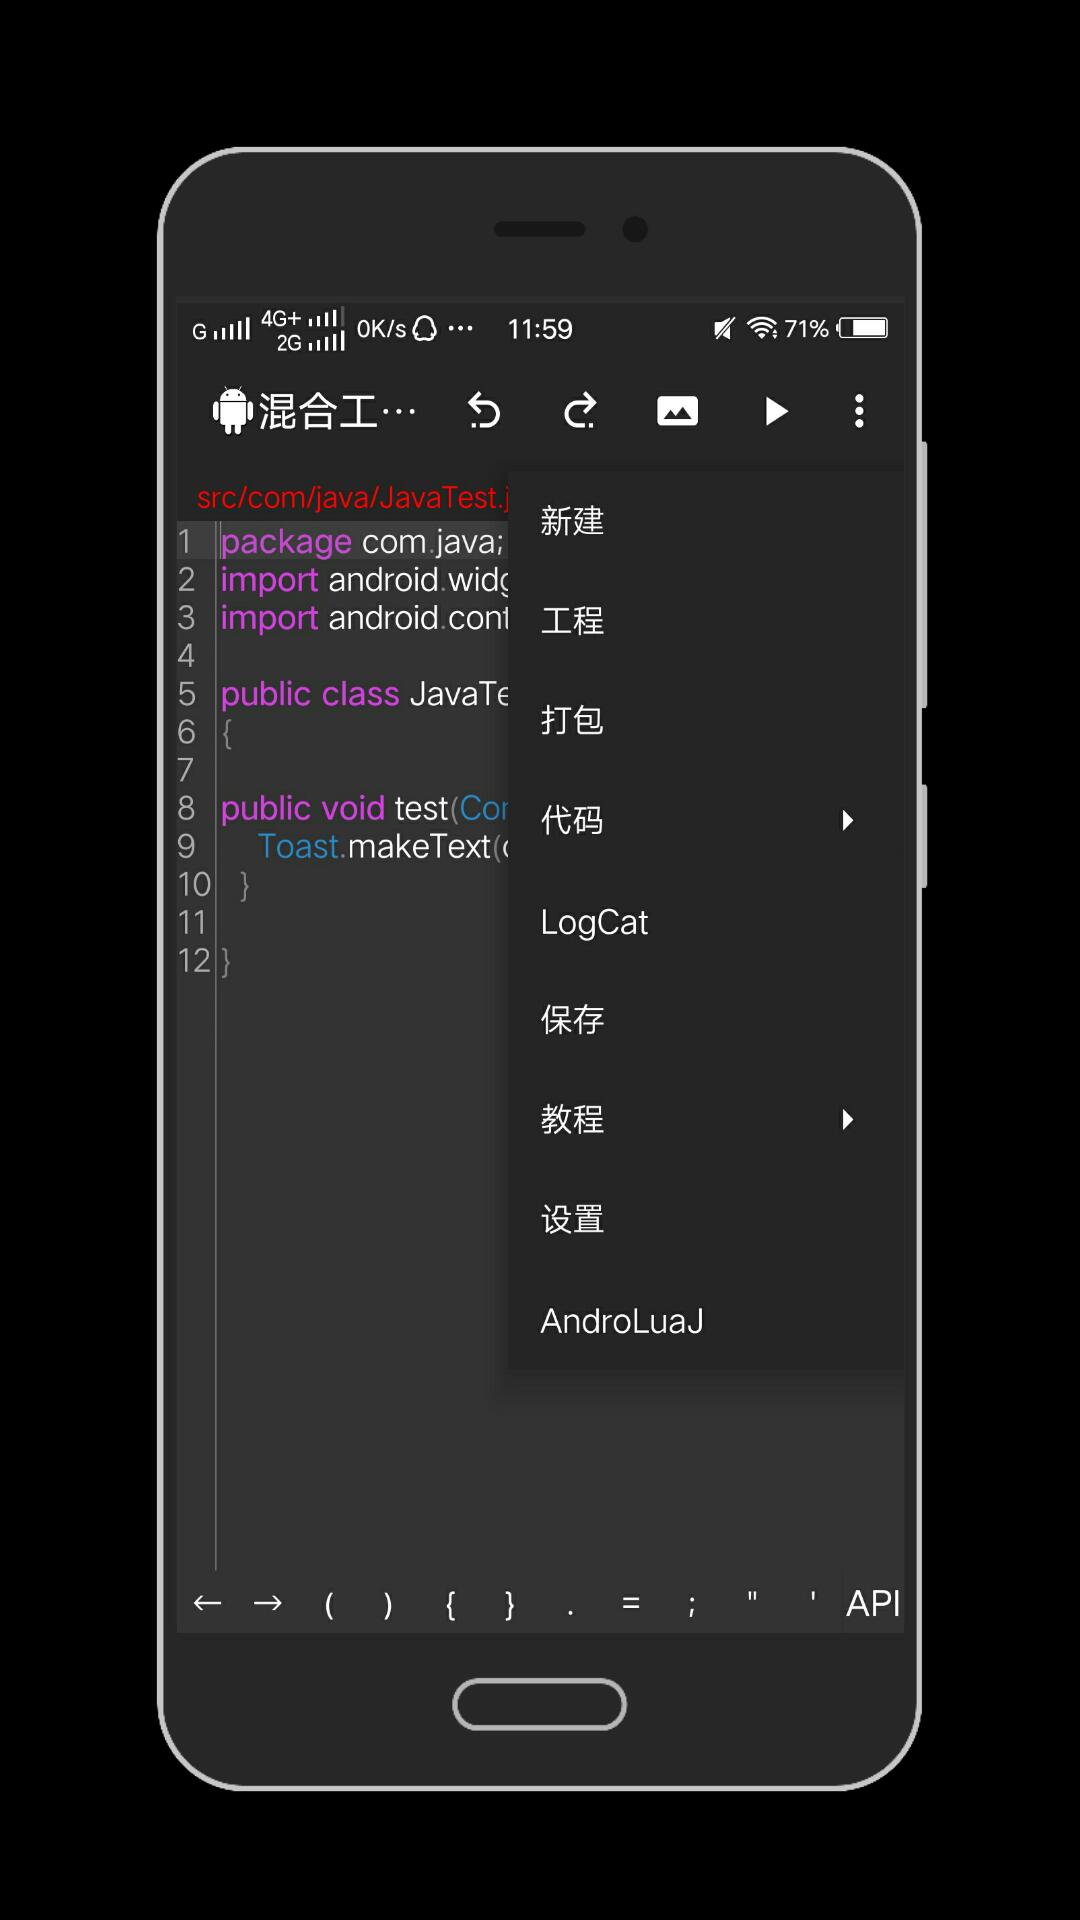 G 4G+ 2G 0K/s ··· 11:59 71%
混合工···
src/com/java/JavaTest.j
1 package com.java;
2 import android.widg
3 import android.cont
4
5 public class JavaTe
6 {
7
8 public void test(Con
9 Toast.makeText(c
10 }
11
12 }
新建
工程
打包
代码
LogCat
保存
教程
设置
AndroLuaJ
← → ( ) { } . = ; " ' API